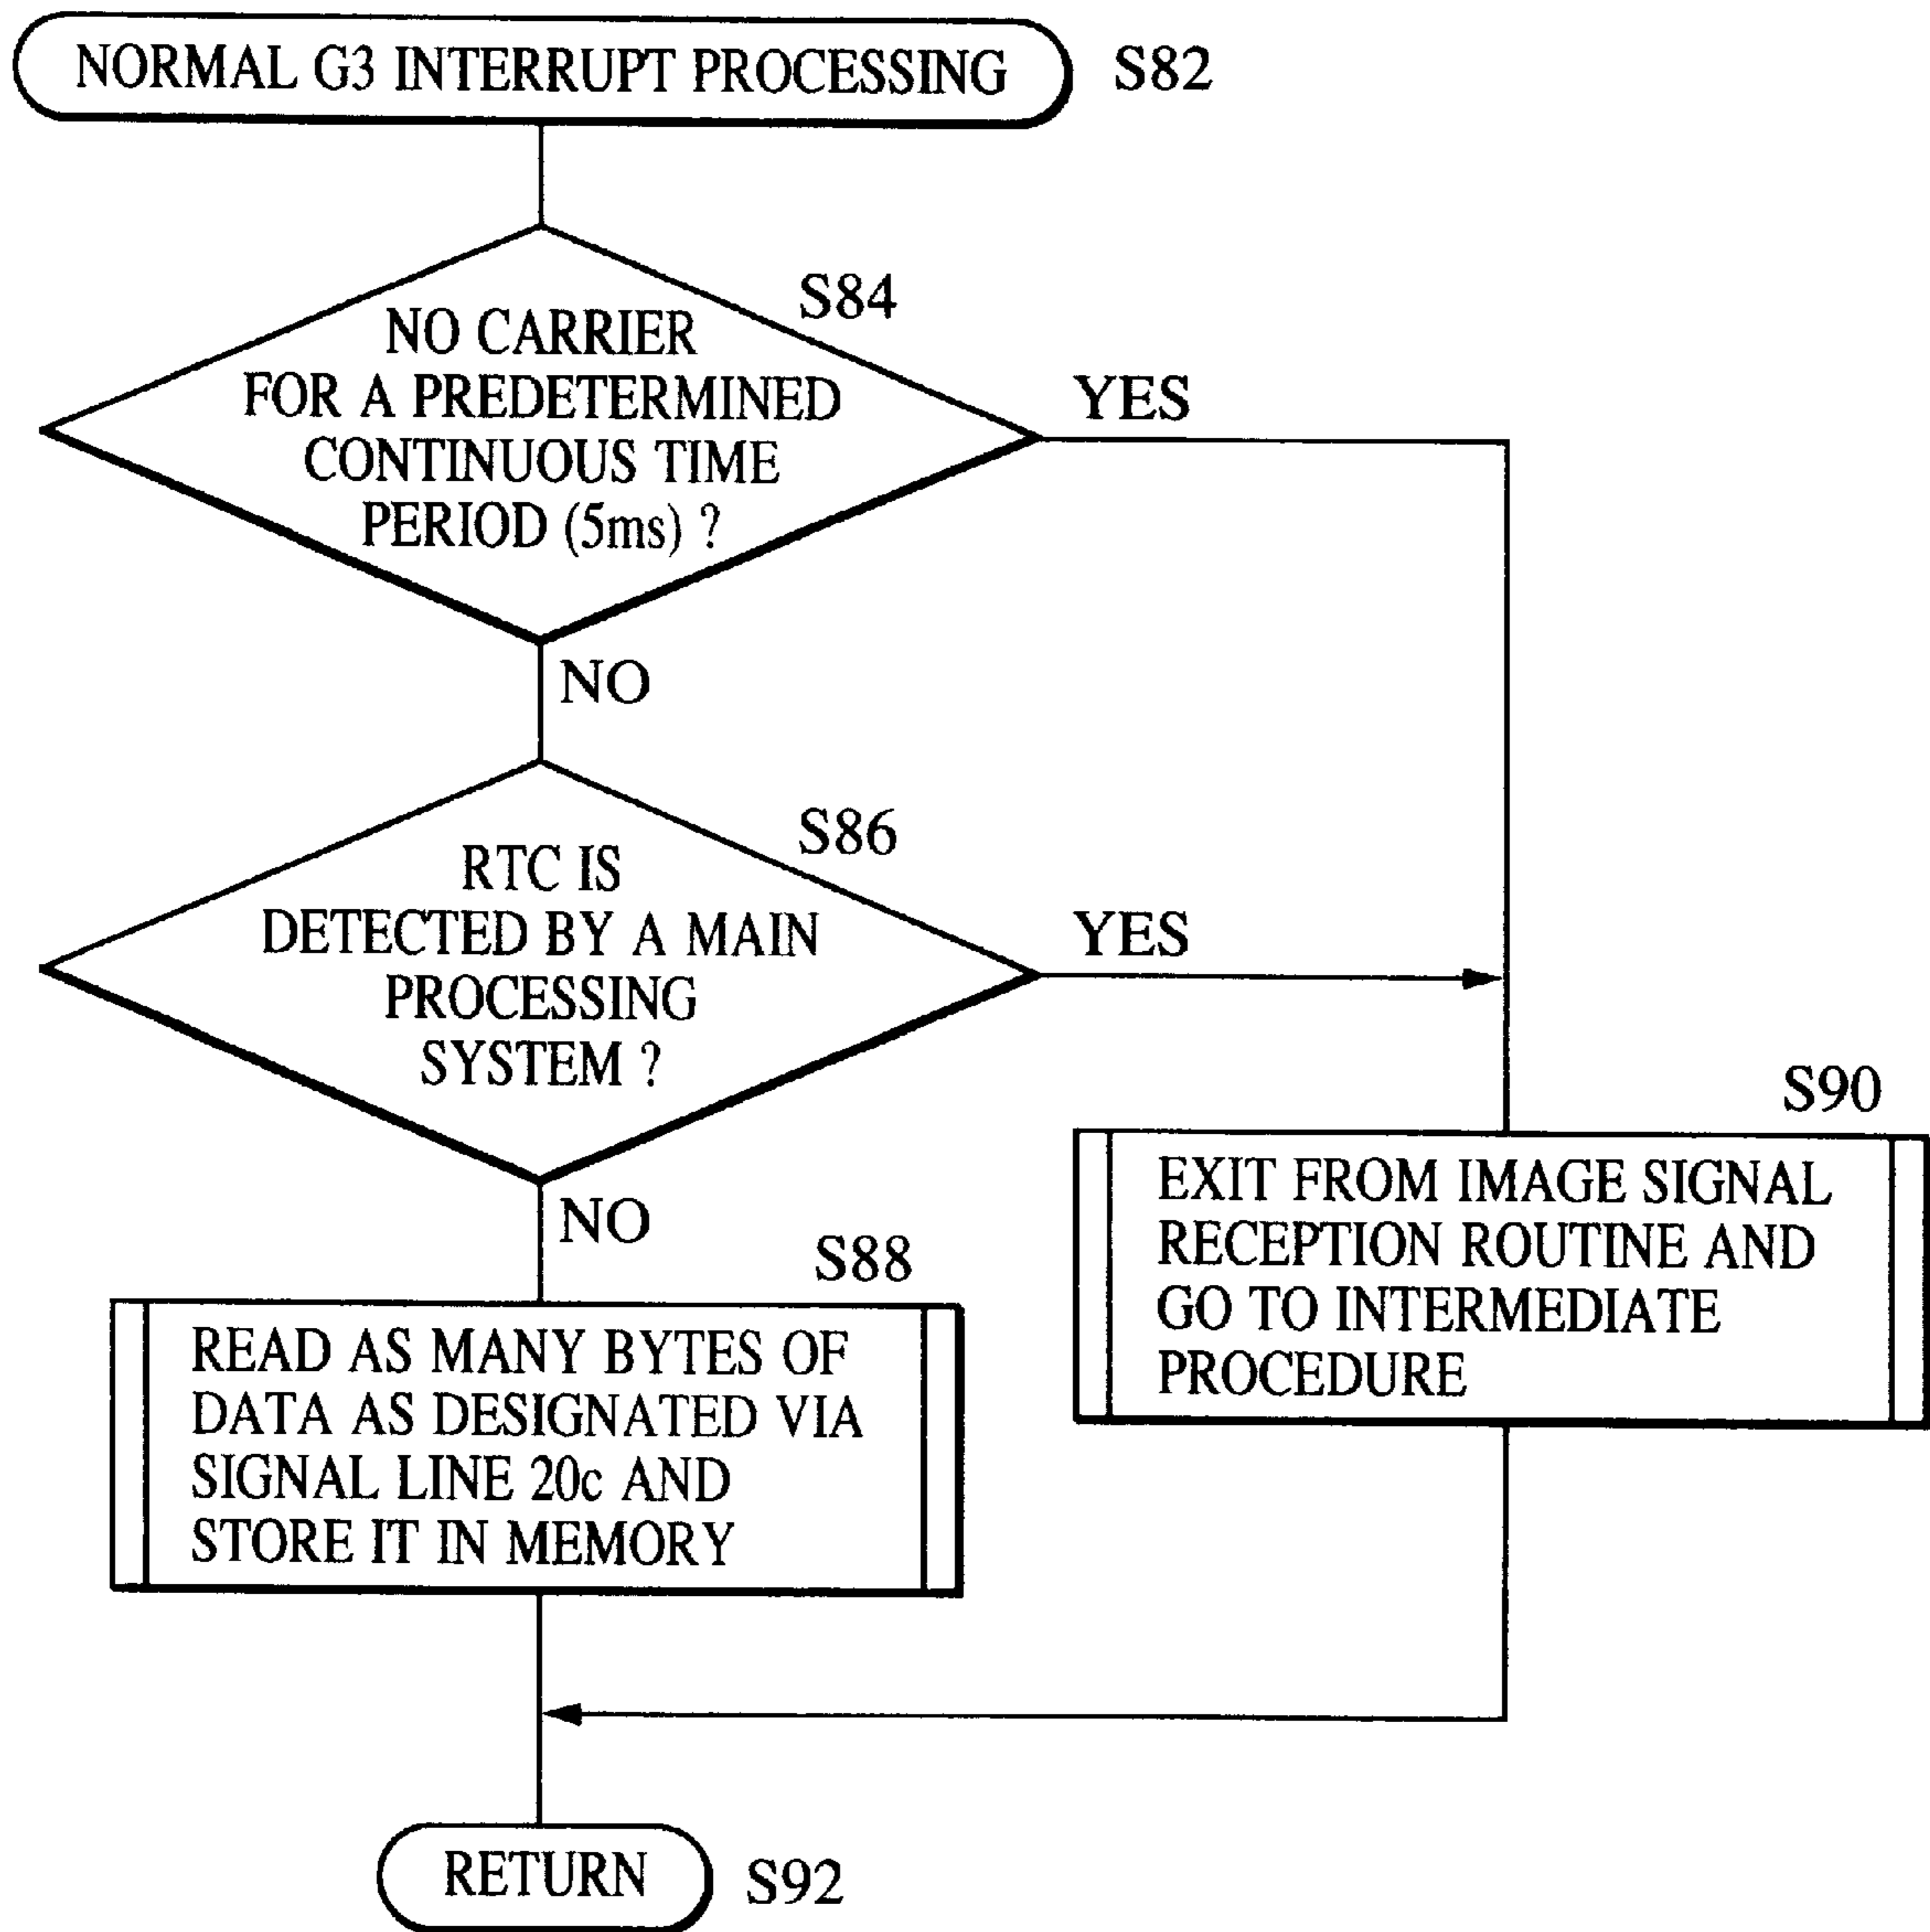 NORMAL G3 INTERRUPT PROCESSING
S82
S84
NO CARRIER
FOR A PREDETERMINED
CONTINUOUS TIME
PERIOD (5ms) ?
YES
NO
S86
RTC IS
DETECTED BY A MAIN
PROCESSING
SYSTEM ?
YES
NO
S90
EXIT FROM IMAGE SIGNAL
RECEPTION ROUTINE AND
GO TO INTERMEDIATE
PROCEDURE
S88
READ AS MANY BYTES OF
DATA AS DESIGNATED VIA
SIGNAL LINE 20c AND
STORE IT IN MEMORY
RETURN
S92